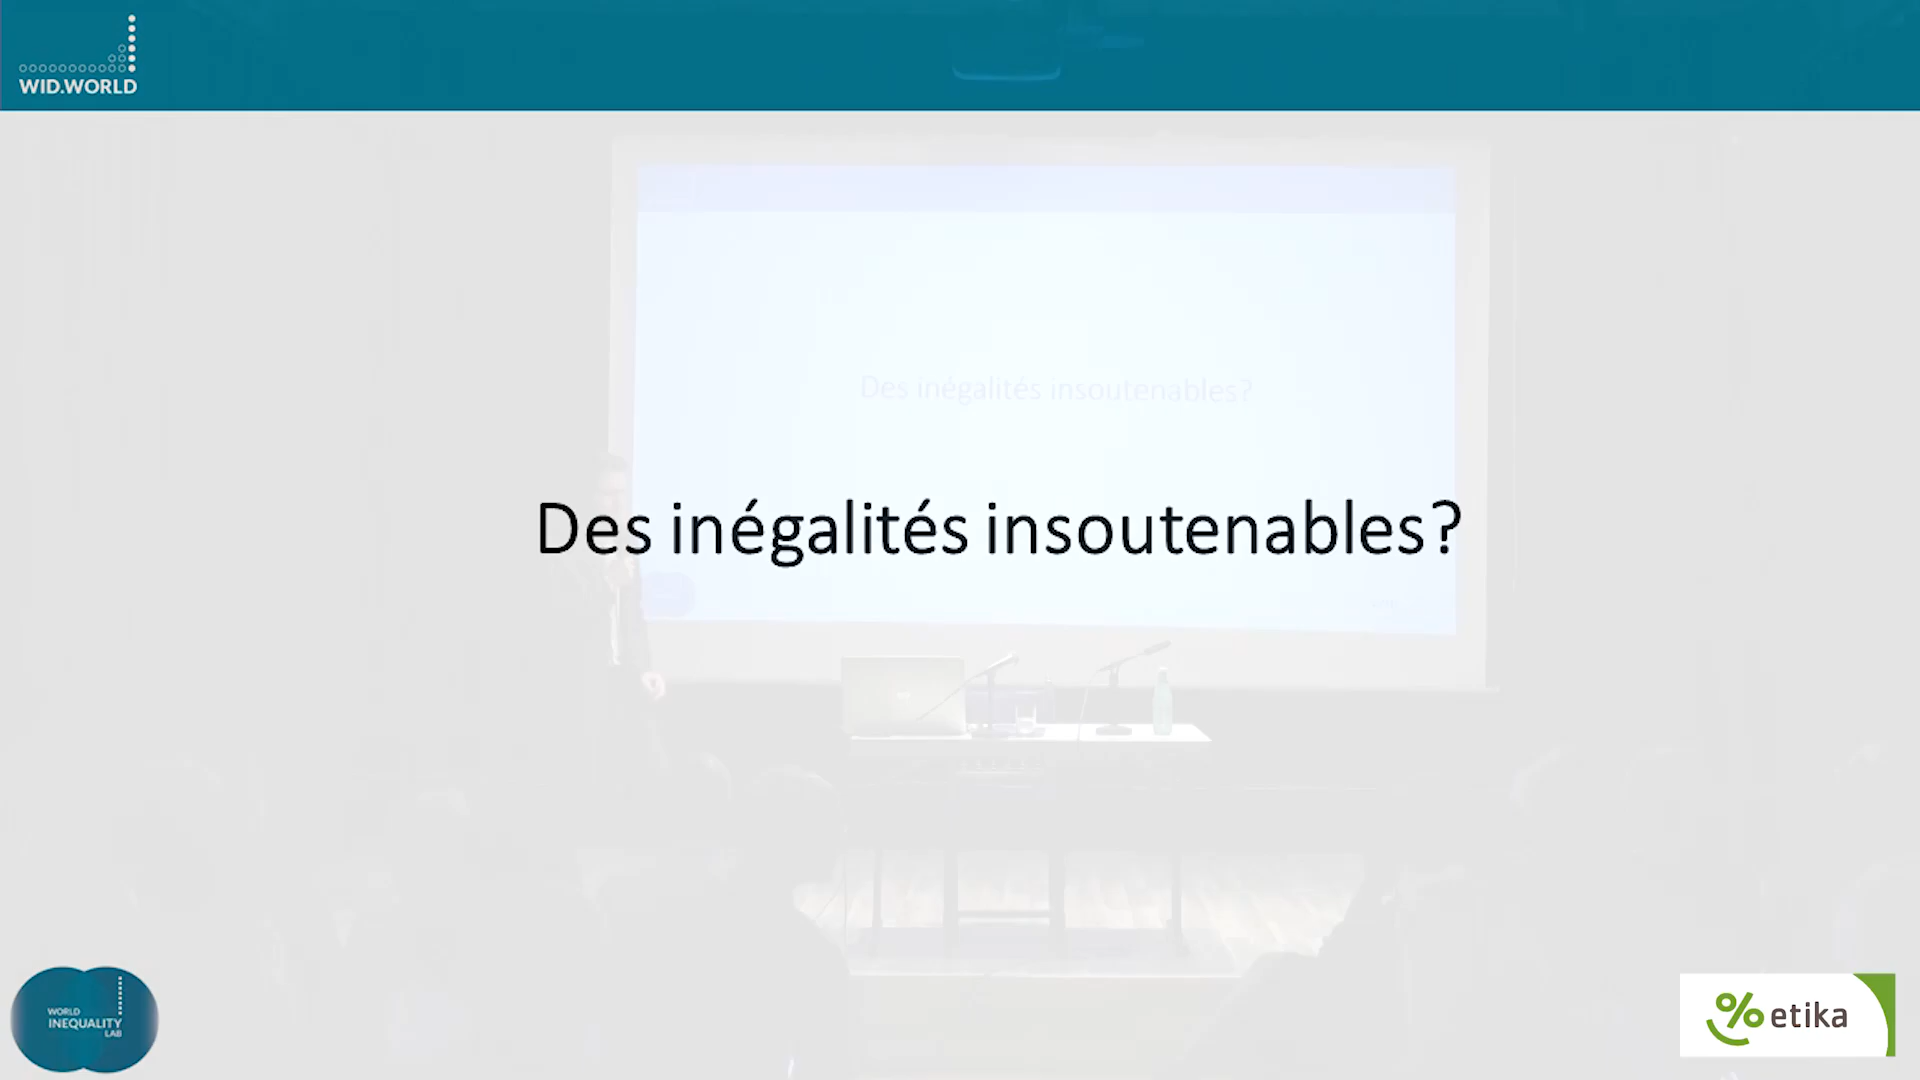 WID.WORLD
Des inégalités insoutenables?
Des inégalités insoutenables?
WORLD
INEQUALITY
LAB
% etika